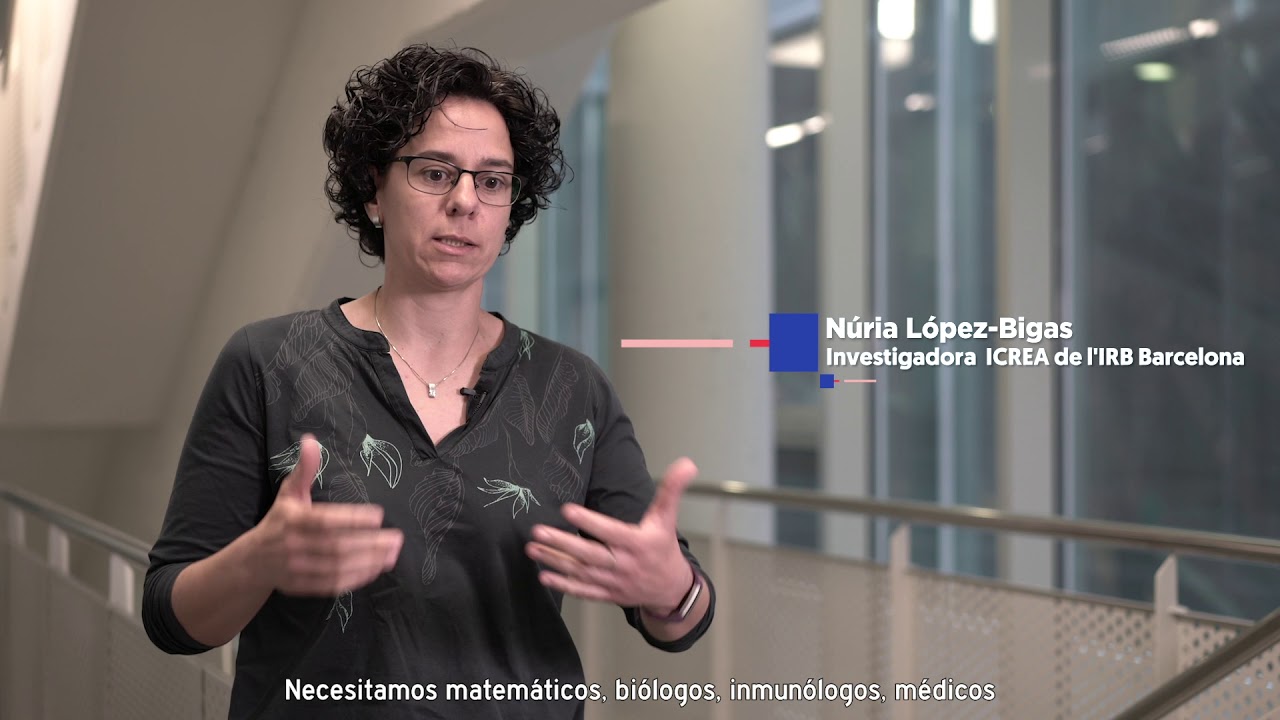 Núria López-Bigas
Investigadora ICREA de l'IRB Barcelona
Necesitamos matemáticos, biólogos, inmunólogos, médicos